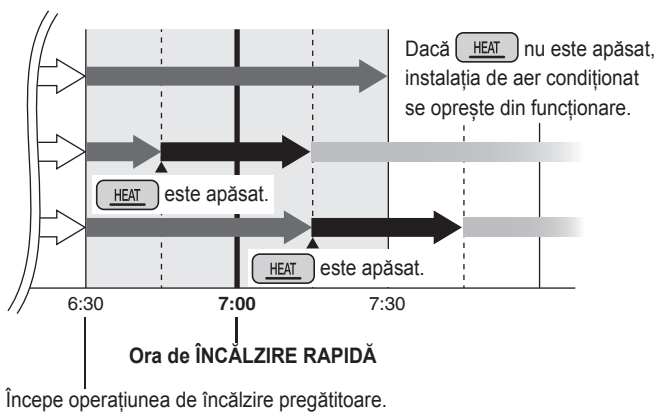 Dacă HEAT nu este apăsat,
instalația de aer condiționat
se oprește din funcționare.
HEAT este apăsat.
HEAT este apăsat.
6:30 7:00 7:30
Ora de ÎNCĂLZIRE RAPIDĂ
Începe operațiunea de încălzire pregătitoare.